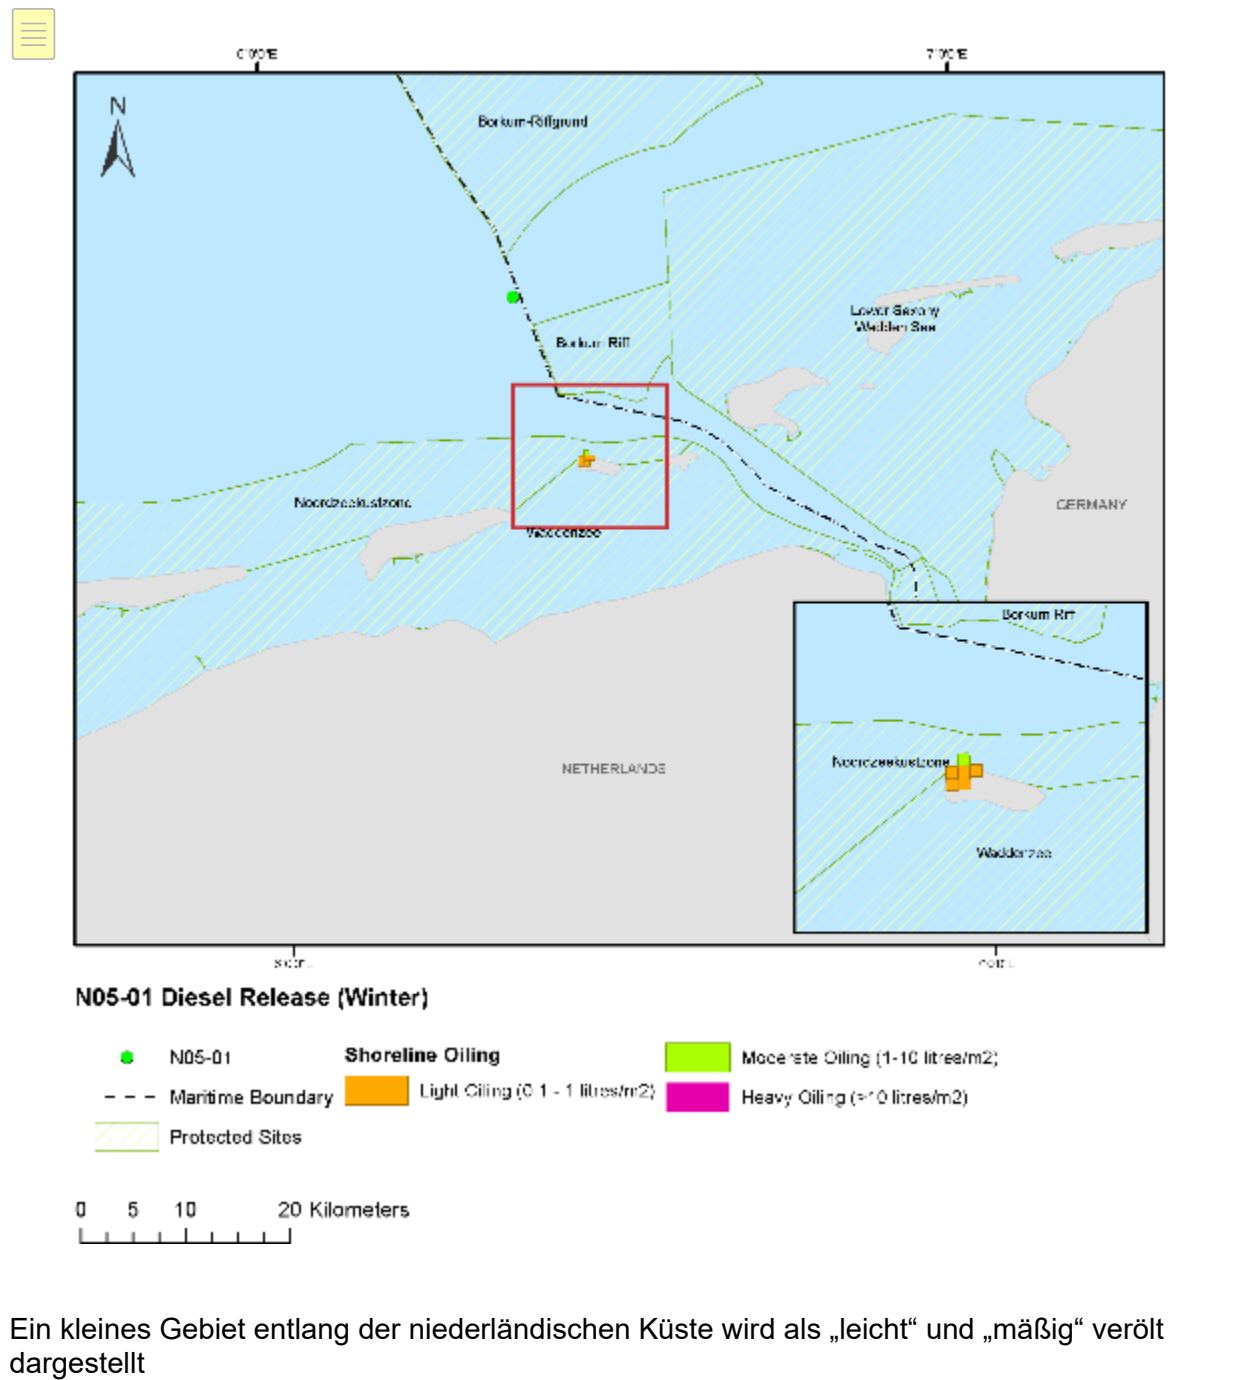 7°0'0"E
N
Borkum-Riffgrund
Lower Saxony
Wadden Sea
Borkum Riff
Noordzeekustzone
GERMANY
Waddenzee
Borkum Riff
Noordzeekustzone
NETHERLANDS
Waddenzee
N05-01 Diesel Release (Winter)
N05-01
Shoreline Oiling
Moderate Oiling (1-10 litres/m2)
Maritime Boundary
Light Oiling (0.1 - 1 litres/m2)
Heavy Oiling (>10 litres/m2)
Protected Sites
0 5 10 20 Kilometers
Ein kleines Gebiet entlang der niederländischen Küste wird als „leicht“ und „mäßig“ verölt
dargestellt